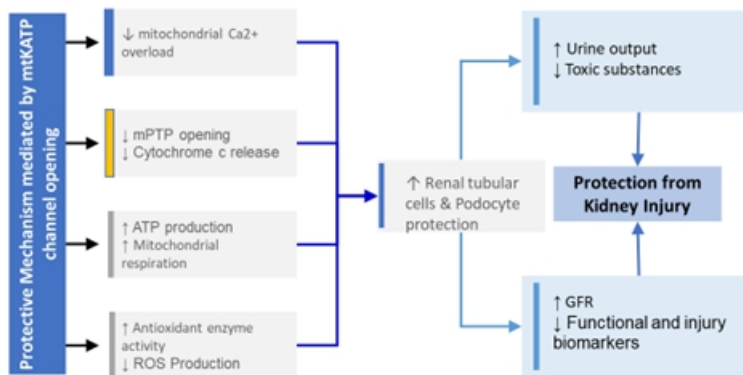 Protective Mechanism mediated by mtKATP
channel opening
↓ mitochondrial Ca2+
overload
↓ mPTP opening
↓ Cytochrome c release
↑ ATP production
↑ Mitochondrial
respiration
↑ Antioxidant enzyme
activity
↓ ROS Production
↑ Renal tubular
cells & Podocyte
protection
↑ Urine output
↓ Toxic substances
Protection from
Kidney Injury
↑ GFR
↓ Functional and injury
biomarkers